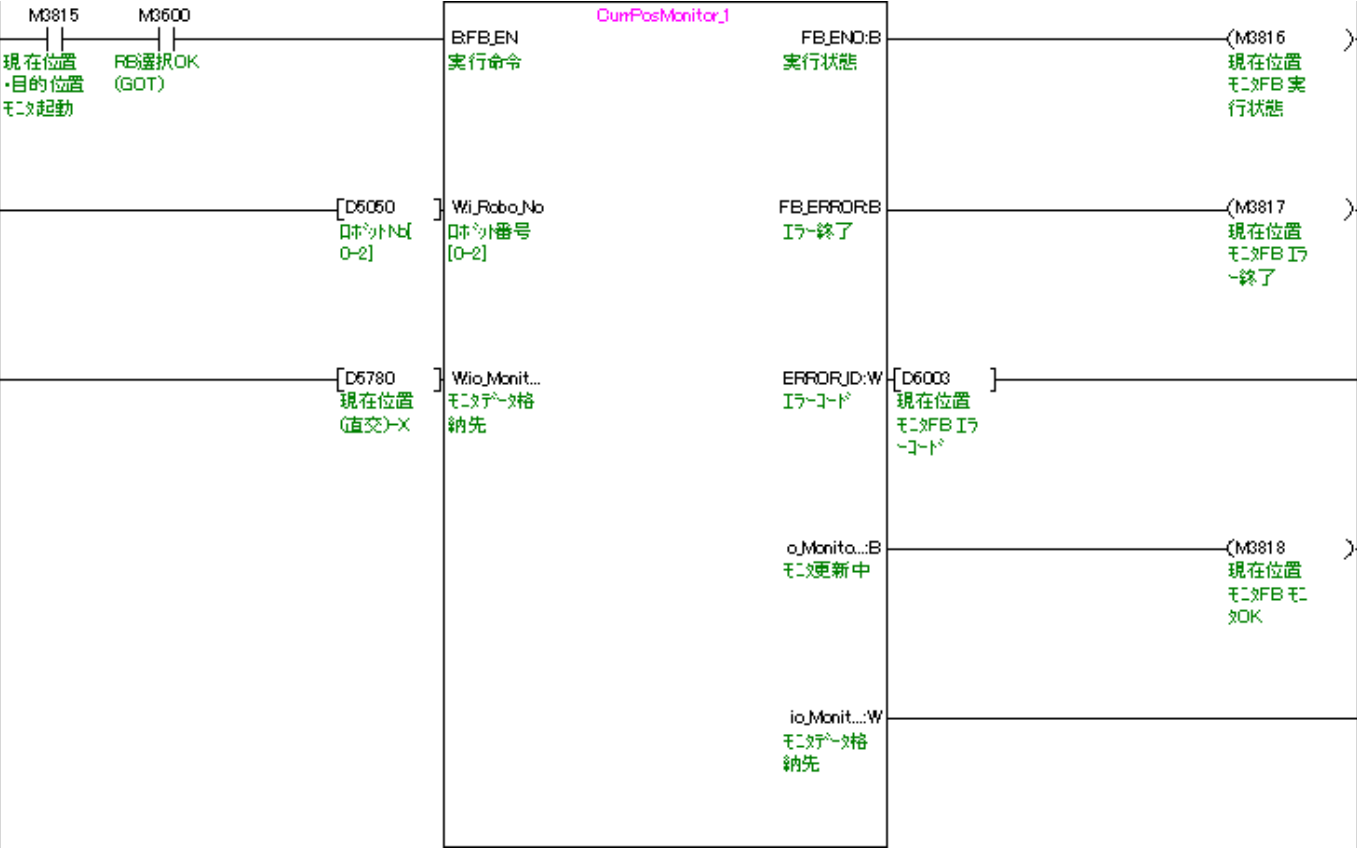 M3815
M3600
CurrPosMonitor_1
B:FB_EN
FB_ENO:B
M3816
現在位置
・目的位置
ﾓﾆﾀ起動
RB選択OK
(GOT)
実行命令
実行状態
現在位置
ﾓﾆﾀFB 実
行状態
D5050
W:i_Robo_No
FB_ERROR:B
M3817
ﾛﾎﾞｯﾄNo[
0-2]
ﾛﾎﾞｯﾄ番号
[0-2]
ｴﾗｰ終了
現在位置
ﾓﾆﾀFB ｴﾗ
ｰ終了
D5780
W:io_Monit...
ERROR_ID:W
D6003
現在位置
(直交)-X
ﾓﾆﾀﾃﾞｰﾀ格
納先
ｴﾗｰｺｰﾄﾞ
現在位置
ﾓﾆﾀFB ｴﾗ
ｰｺｰﾄﾞ
o_Monito...:B
M3818
ﾓﾆﾀ更新中
現在位置
ﾓﾆﾀFB ﾓﾆ
ﾀOK
io_Monit...:W
ﾓﾆﾀﾃﾞｰﾀ格
納先